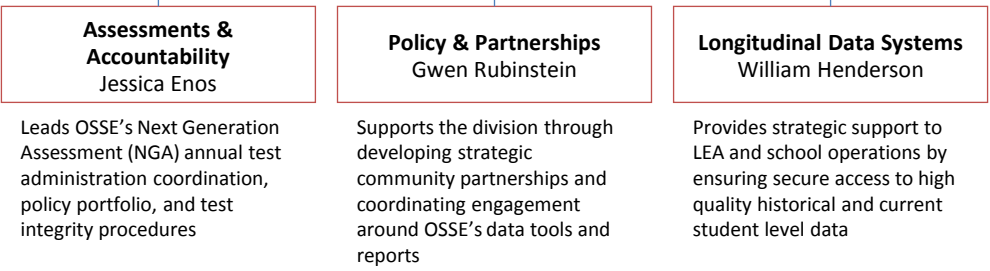 Assessments &
Accountability
Jessica Enos
Leads OSSE’s Next Generation
Assessment (NGA) annual test
administration coordination,
policy portfolio, and test
integrity procedures
Policy & Partnerships
Gwen Rubinstein
Supports the division through
developing strategic
community partnerships and
coordinating engagement
around OSSE’s data tools and
reports
Longitudinal Data Systems
William Henderson
Provides strategic support to
LEA and school operations by
ensuring secure access to high
quality historical and current
student level data